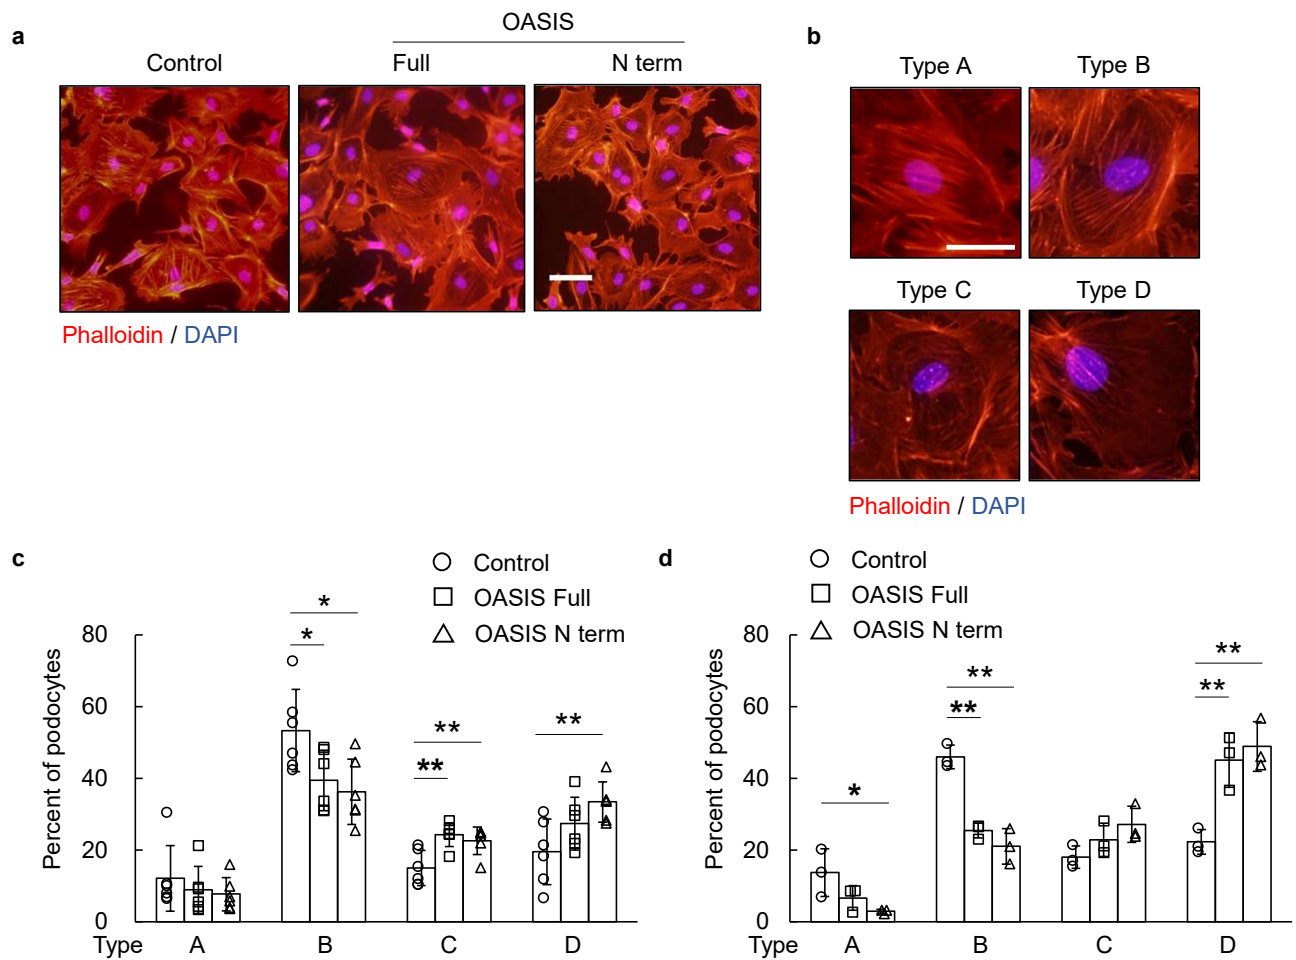 a
OASIS
Control Full N term
Phalloidin / DAPI
b
Type A Type B
Type C Type D
Phalloidin / DAPI
c
Control
OASIS Full
OASIS N term
Percent of podocytes
80
60
40
20
0
* *
** **
**
Type A B C D
d
Control
OASIS Full
OASIS N term
Percent of podocytes
80
60
40
20
0
*
** **
** **
Type A B C D